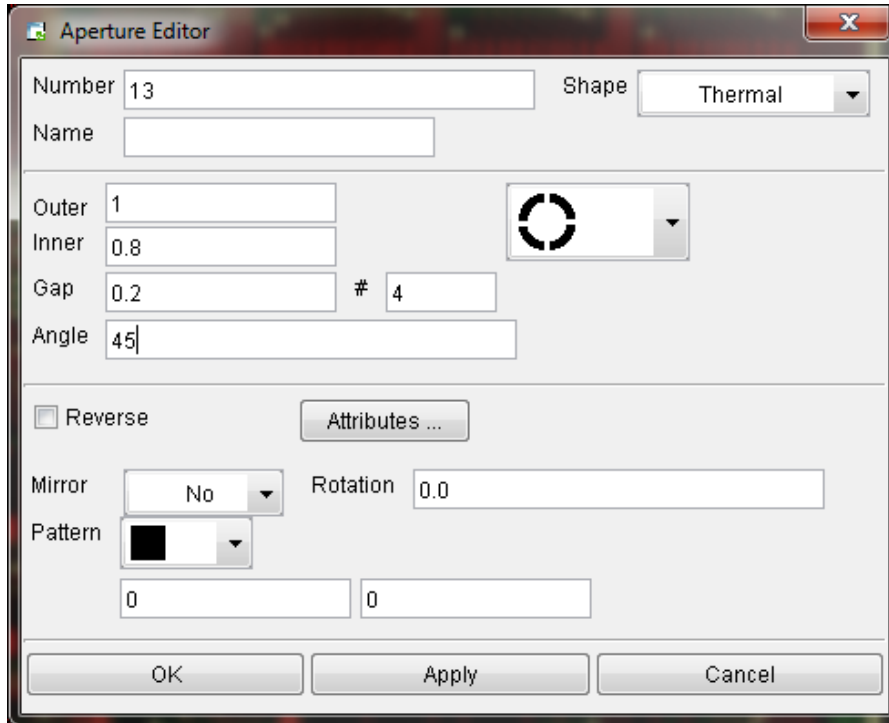 Aperture Editor
Number 13 Shape Thermal
Name
Outer 1
Inner 0.8
Gap 0.2 # 4
Angle 45
Reverse Attributes ...
Mirror No Rotation 0.0
Pattern
0 0
OK Apply Cancel